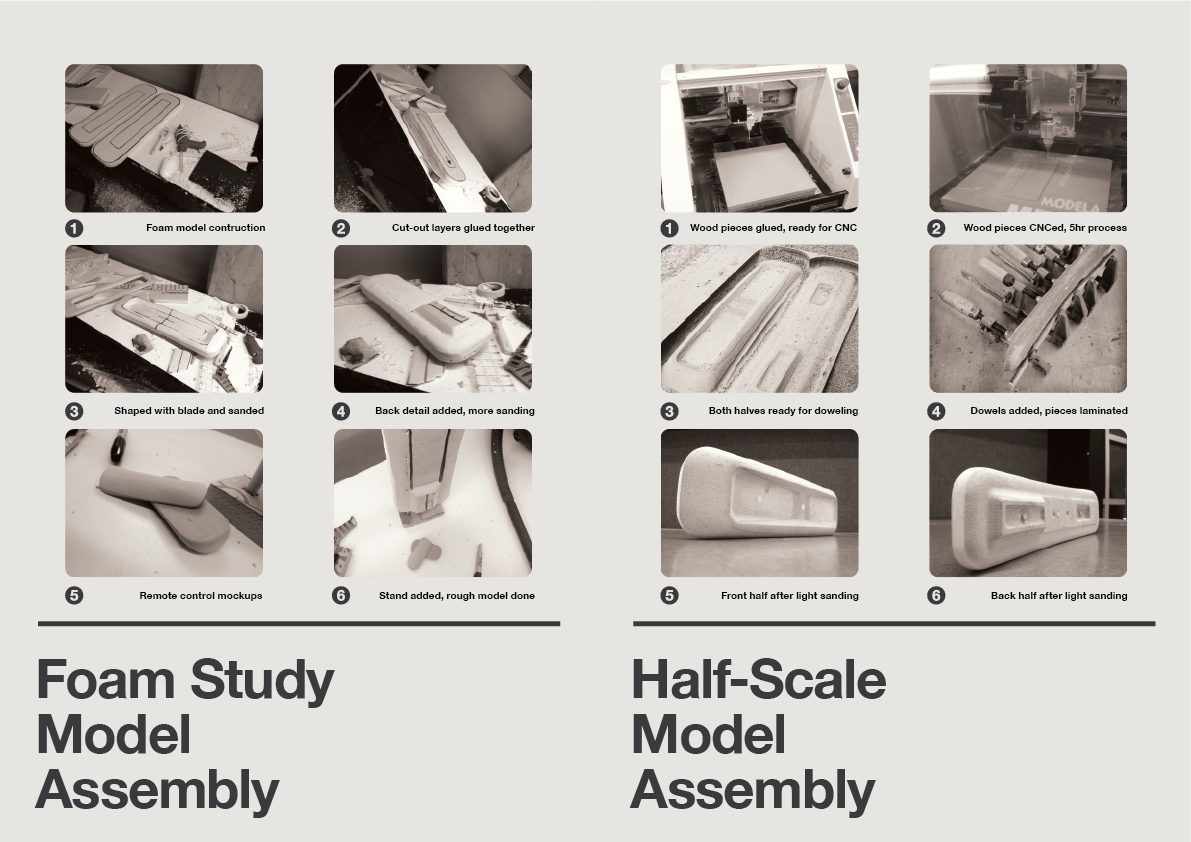 1 Foam model contruction
2 Cut-out layers glued together
3 Shaped with blade and sanded
4 Back detail added, more sanding
5 Remote control mockups
6 Stand added, rough model done
Foam Study
Model
Assembly
1 Wood pieces glued, ready for CNC
MODELA
2 Wood pieces CNCed, 5hr process
3 Both halves ready for doweling
4 Dowels added, pieces laminated
5 Front half after light sanding
6 Back half after light sanding
Half-Scale
Model
Assembly